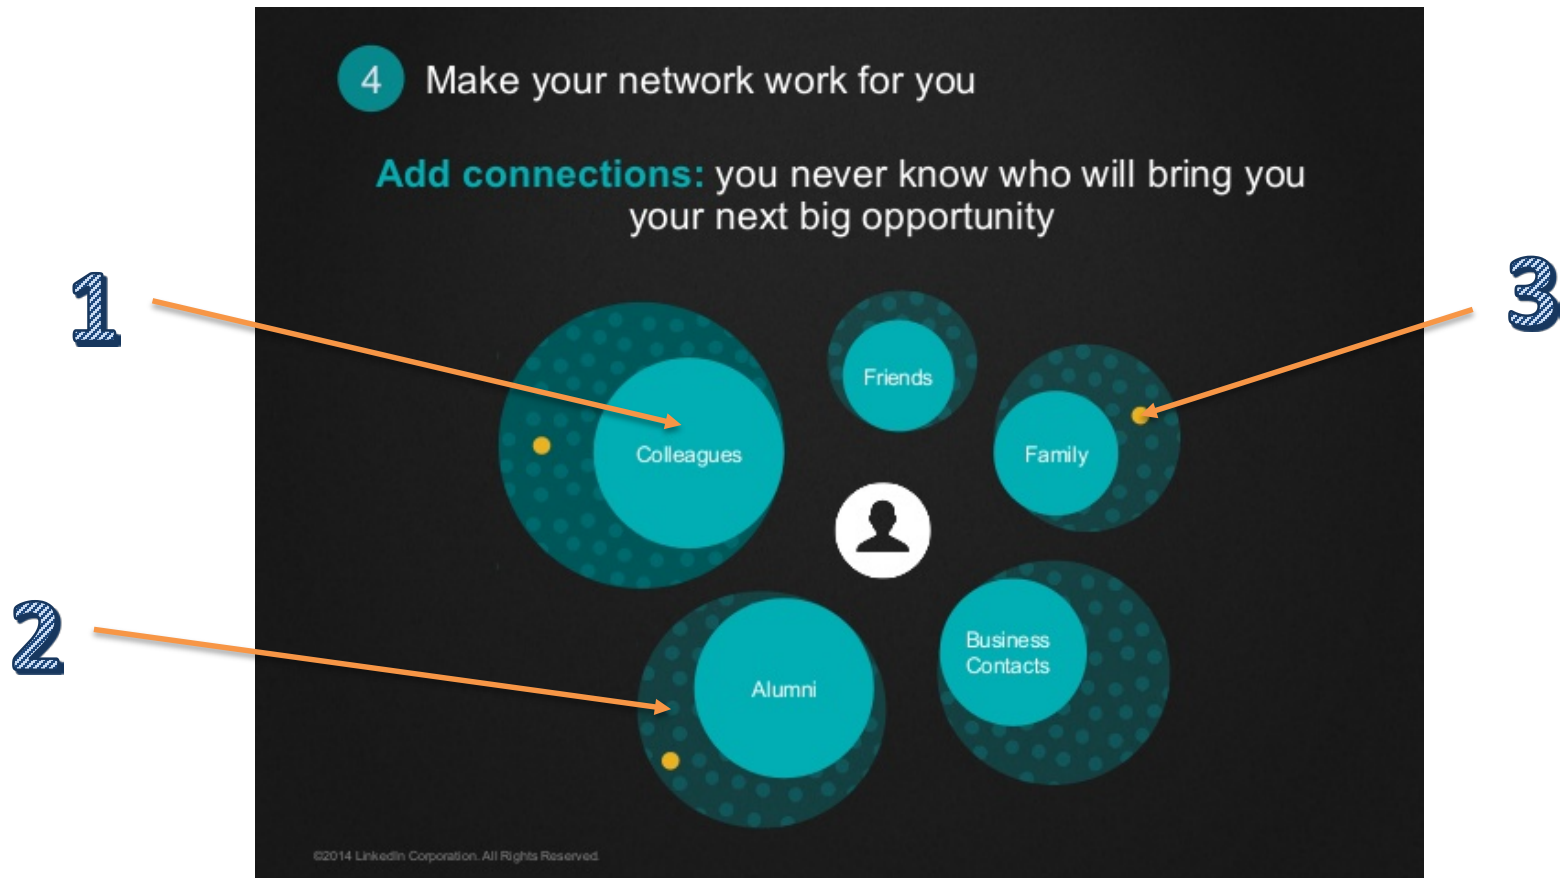 4 Make your network work for you
Add connections: you never know who will bring you
your next big opportunity
1
3
Friends
Colleagues
Family
2
Business
Contacts
Alumni
©2014 LinkedIn Corporation. All Rights Reserved.